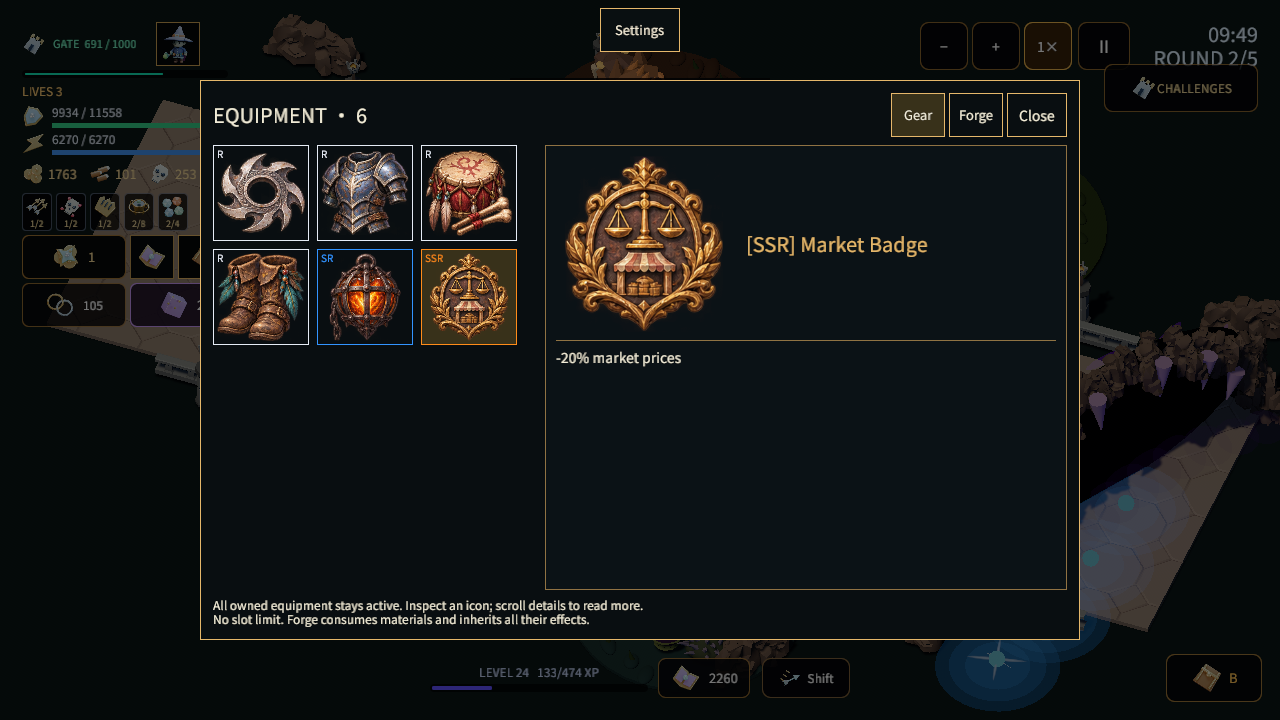 Settings
GATE 691 / 1000
09:49
ROUND 2/5
− + 1× II
CHALLENGES
LIVES 3
9934 / 11558
6270 / 6270
1763 101 253
1/2 1/2 1/2 2/8 2/4
1
105
EQUIPMENT • 6
Gear Forge Close
R R R
R SR SSR
[SSR] Market Badge
-20% market prices
All owned equipment stays active. Inspect an icon; scroll details to read more.
No slot limit. Forge consumes materials and inherits all their effects.
LEVEL 24 133/474 XP
2260
Shift
B